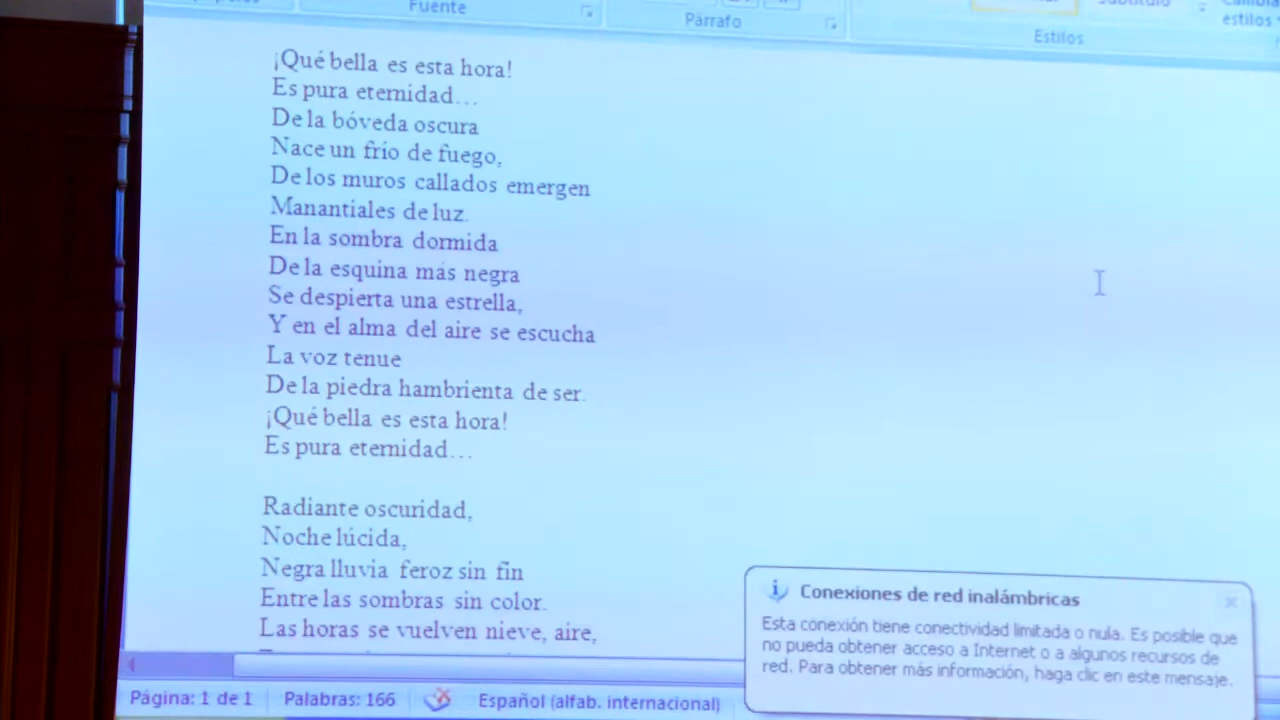 Fuente
Párrafo
Estilos
estilos
¡Qué bella es esta hora!
Es pura eternidad…
De la bóveda oscura
Nace un frío de fuego,
De los muros callados emergen
Manantiales de luz.
En la sombra dormida
De la esquina más negra
Se despierta una estrella,
Y en el alma del aire se escucha
La voz tenue
De la piedra hambrienta de ser.
¡Qué bella es esta hora!
Es pura eternidad…
Radiante oscuridad,
Noche lúcida,
Negra lluvia feroz sin fin
Entre las sombras sin color.
Las horas se vuelven nieve, aire,
Conexiones de red inalámbricas
Esta conexión tiene conectividad limitada o nula. Es posible que
no pueda obtener acceso a Internet o a algunos recursos de
red. Para obtener más información, haga clic en este mensaje.
Página: 1 de 1
Palabras: 166
Español (alfab. internacional)